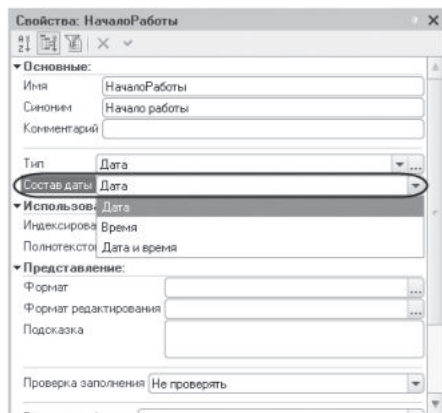 Свойства: НачалоРаботы
Основные:
Имя НачалоРаботы
Синоним Начало работы
Комментарий
Тип Дата
Состав даты Дата
Использова Дата
Индексирова Время
Полнотексто Дата и время
Представление:
Формат
Формат редактирования
Подсказка
Проверка заполнения Не проверять